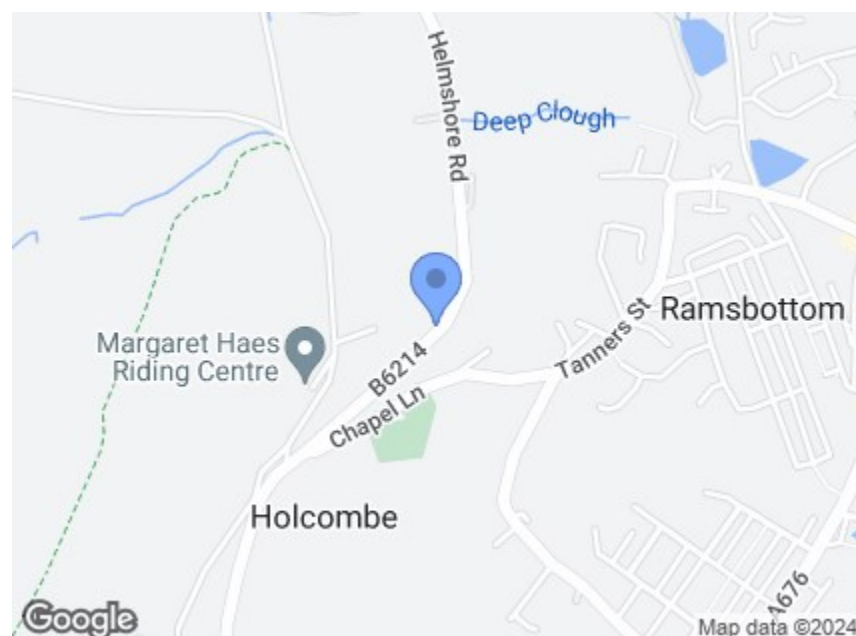 Helmshore Rd
Deep Clough
Ramsbottom
Margaret Haes
Riding Centre
B6214
Tanners St
Chapel Ln
Holcombe
A676
Google
Map data ©2024